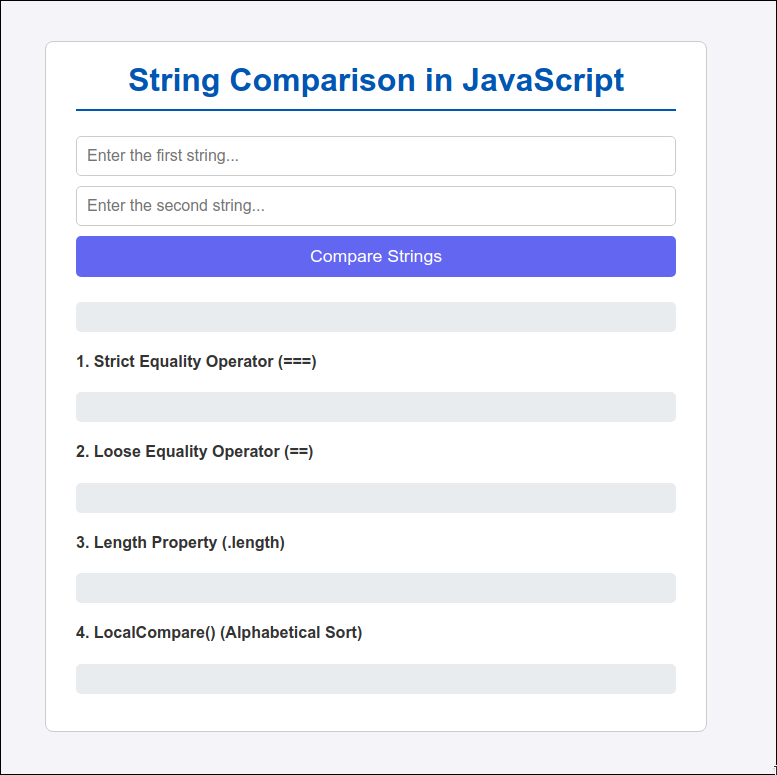 String Comparison in JavaScript
Enter the first string...
Enter the second string...
Compare Strings
1. Strict Equality Operator (===)
2. Loose Equality Operator (==)
3. Length Property (.length)
4. LocalCompare() (Alphabetical Sort)